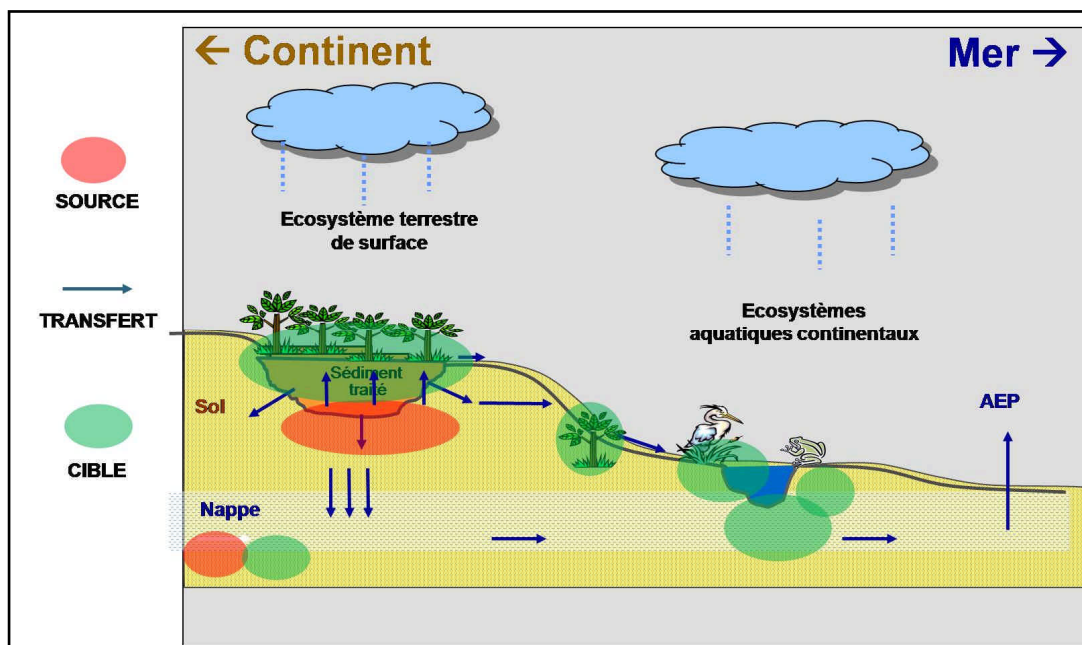 ← Continent
Mer →
SOURCE
TRANSFERT
CIBLE
Ecosystème terrestre
de surface
Ecosystèmes
aquatiques continentaux
Sédiment
traité
Sol
AEP
Nappe